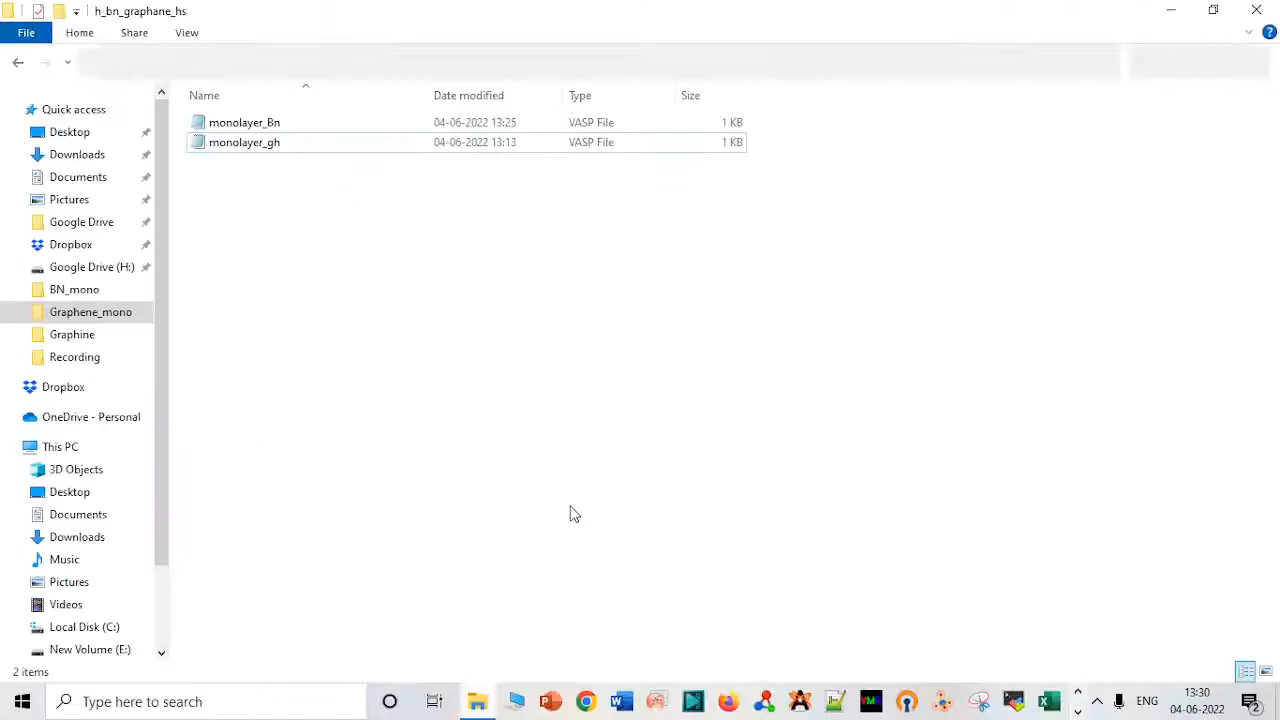 h_bn_graphane_hs
File Home Share View
Name Date modified Type Size
monolayer_Bn 04-06-2022 13:25 VASP File 1 KB
monolayer_gh 04-06-2022 13:13 VASP File 1 KB
Quick access
Desktop
Downloads
Documents
Pictures
Google Drive
Dropbox
Google Drive (H:)
BN_mono
Graphene_mono
Graphine
Recording
Dropbox
OneDrive - Personal
This PC
3D Objects
Desktop
Documents
Downloads
Music
Pictures
Videos
Local Disk (C:)
New Volume (E:)
2 items
Type here to search
ENG
13:30
04-06-2022
2